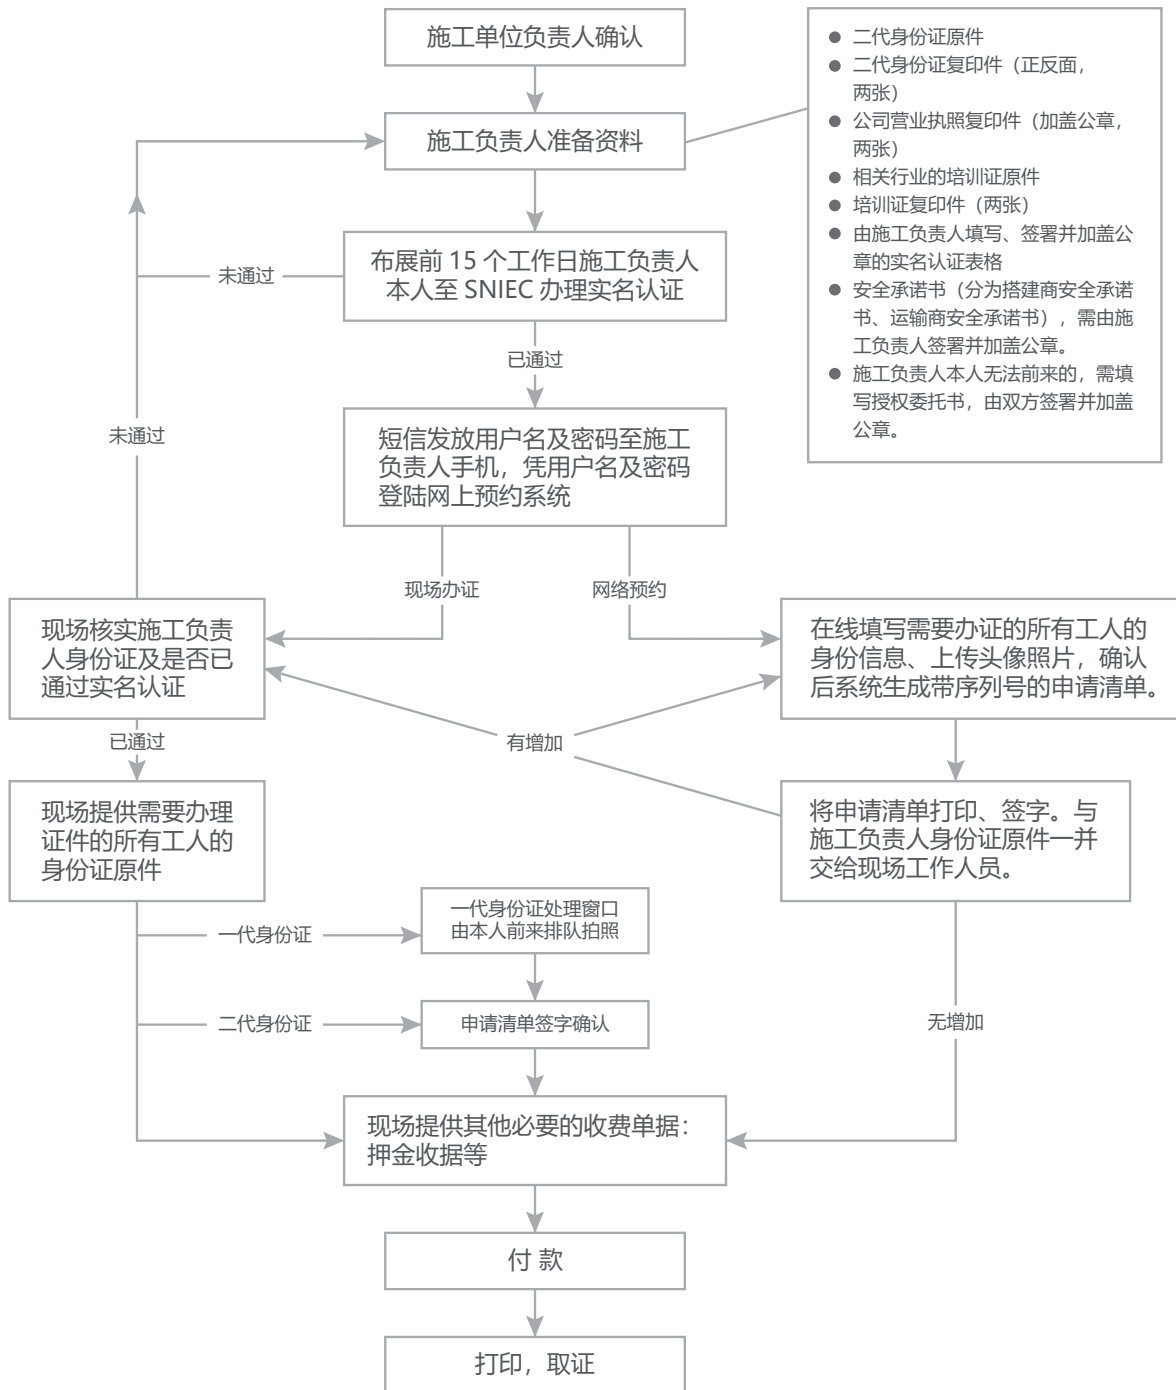 施工单位负责人确认
施工负责人准备资料
● 二代身份证原件
● 二代身份证复印件（正反面，
两张）
● 公司营业执照复印件（加盖公章，
两张）
● 相关行业的培训证原件
● 培训证复印件（两张）
● 由施工负责人填写、签署并加盖公
章的实名认证表格
● 安全承诺书（分为搭建商安全承诺
书、运输商安全承诺书），需由施
工负责人签署并加盖公章。
● 施工负责人本人无法前来的，需填
写授权委托书，由双方签署并加盖
公章。
未通过
布展前 15 个工作日施工负责人
本人至 SNIEC 办理实名认证
已通过
未通过
短信发放用户名及密码至施工
负责人手机，凭用户名及密码
登陆网上预约系统
现场办证
网络预约
现场核实施工负责
人身份证及是否已
通过实名认证
在线填写需要办证的所有工人的
身份信息、上传头像照片，确认
后系统生成带序列号的申请清单。
已通过
有增加
现场提供需要办理
证件的所有工人的
身份证原件
将申请清单打印、签字。与
施工负责人身份证原件一并
交给现场工作人员。
一代身份证
一代身份证处理窗口
由本人前来排队拍照
二代身份证
申请清单签字确认
无增加
现场提供其他必要的收费单据：
押金收据等
付 款
打印，取证